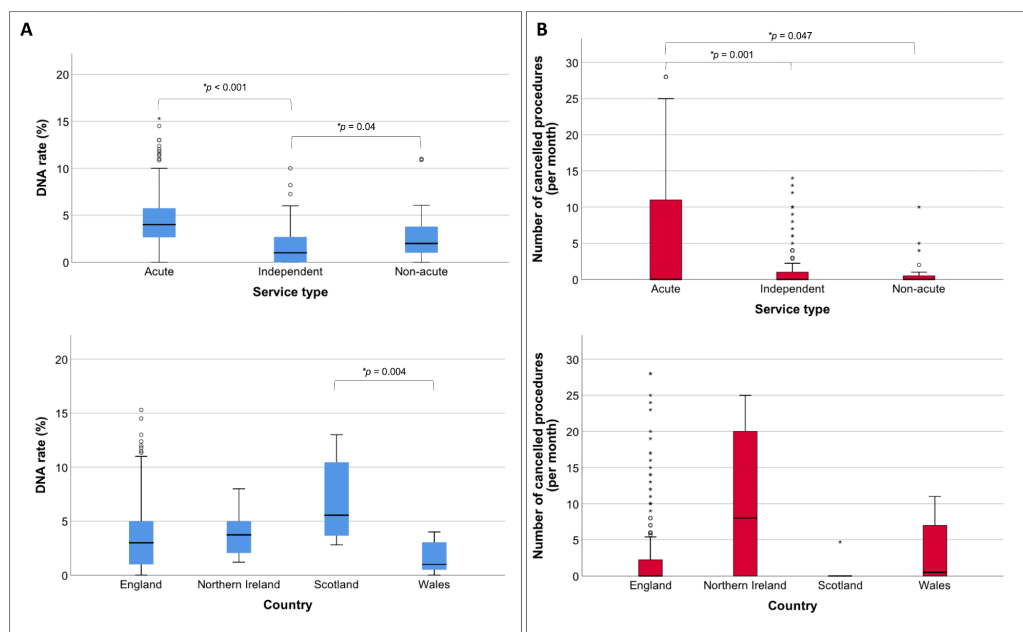 A
*p < 0.001
*p = 0.04
DNA rate (%)
20
15
10
5
0
Acute Independent Non-acute
Service type
*p = 0.004
DNA rate (%)
20
15
10
5
0
England Northern Ireland Scotland Wales
Country
B
*p = 0.047
*p = 0.001
Number of cancelled procedures
(per month)
30
25
20
15
10
5
0
Acute Independent Non-acute
Service type
Number of cancelled procedures
(per month)
30
25
20
15
10
5
0
England Northern Ireland Scotland Wales
Country